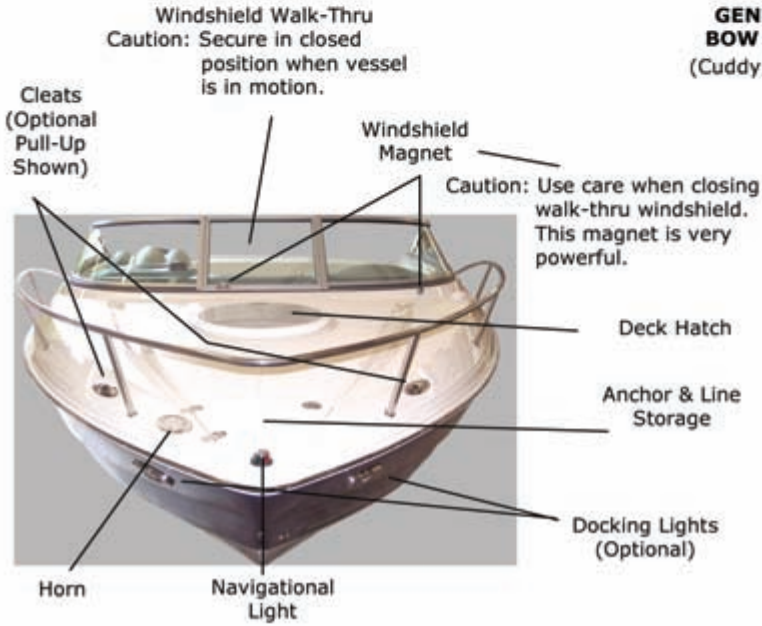 Windshield Walk-Thru
Caution: Secure in closed
position when vessel
is in motion.
GEN
BOW
(Cuddy
Cleats
(Optional
Pull-Up
Shown)
Windshield
Magnet
Caution: Use care when closing
walk-thru windshield.
This magnet is very
powerful.
Deck Hatch
Anchor & Line
Storage
Docking Lights
(Optional)
Horn
Navigational
Light